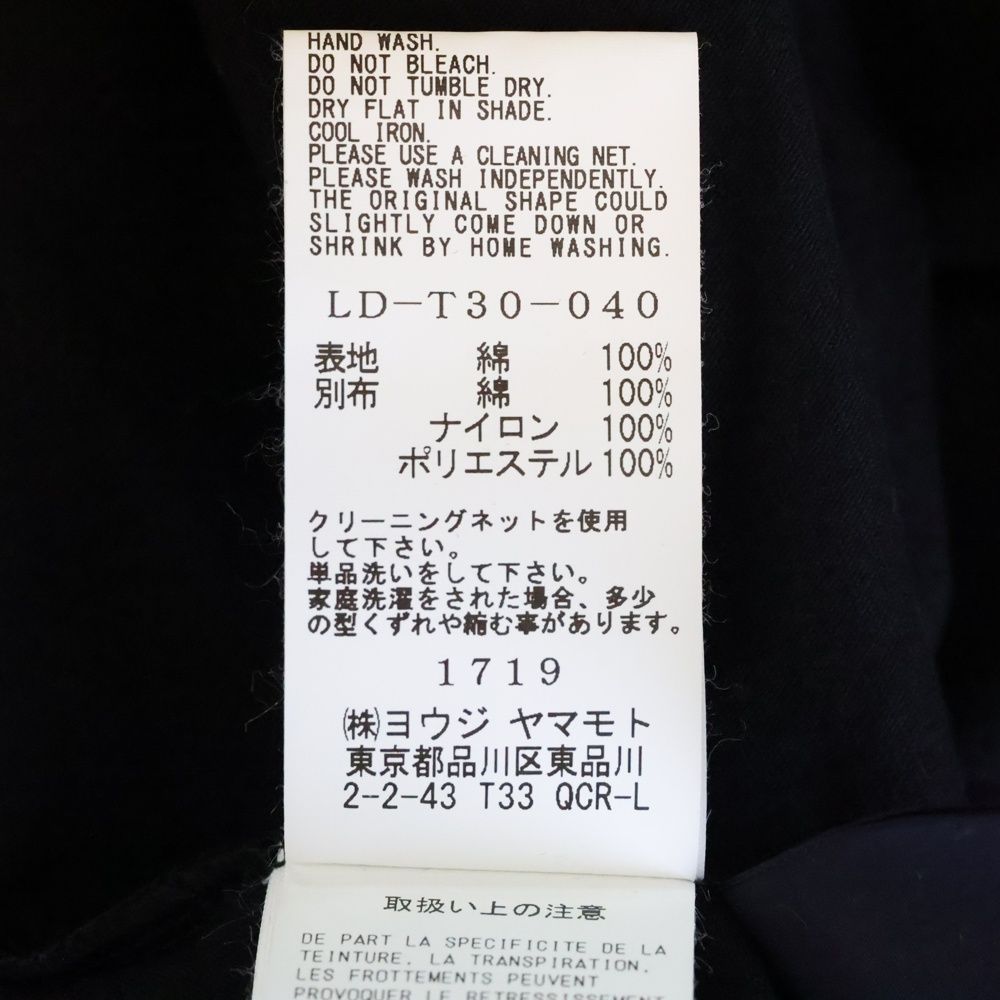 HAND WASH.
DO NOT BLEACH.
DO NOT TUMBLE DRY.
DRY FLAT IN SHADE.
COOL IRON.
PLEASE USE A CLEANING NET.
PLEASE WASH INDEPENDENTLY.
THE ORIGINAL SHAPE COULD
SLIGHTLY COME DOWN OR
SHRINK BY HOME WASHING.
LD-T30-040
表地 綿 100%
別布 綿 100%
ナイロン 100%
ポリエステル 100%
クリーニングネットを使用
して下さい。
単品洗いをして下さい。
家庭洗濯をされた場合、多少
の型くずれや縮む事があります。
1719
㈱ヨウジ ヤマモト
東京都品川区東品川
2-2-43 T33 QCR-L
取扱い上の注意
DE PART LA SPECIFICITE DE LA
TEINTURE, LA TRANSPIRATION,
LES FROTTEMENTS PEUVENT
PROVOQUER LE RETRESSISSEMENT